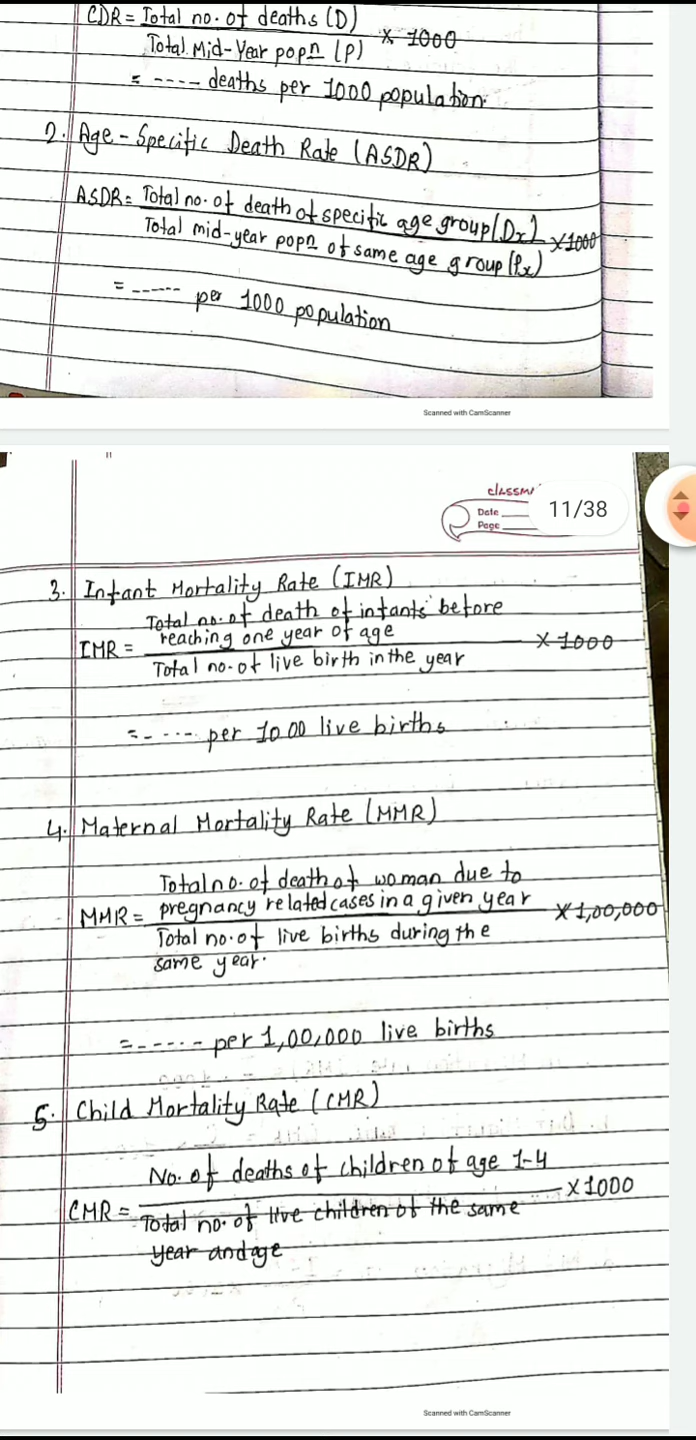 CDR = Total no. of deaths (D)
Total Mid-Year popn (P) × 1000
= ---- deaths per 1000 population.
2. Age-Specific Death Rate (ASDR)
ASDR = Total no. of death of specific age group (Dx) × 1000
Total mid-year popn of same age group (Px)
= ------ per 1000 population
Scanned with CamScanner
11
classm
Date
Page
11/38
3. Infant Mortality Rate (IMR)
Total no. of death of infants before
reaching one year of age
IMR = × 1000
Total no. of live birth in the year
= ----- per 1000 live births
4. Maternal Mortality Rate (MMR)
Total no. of death of woman due to
MMR = pregnancy related cases in a given year × 1,00,000
Total no. of live births during the
same year.
= ------ per 1,00,000 live births
5. Child Mortality Rate (CMR)
No. of deaths of children of age 1-4
CMR = × 1000
Total no. of live children of the same
year and age
Scanned with CamScanner